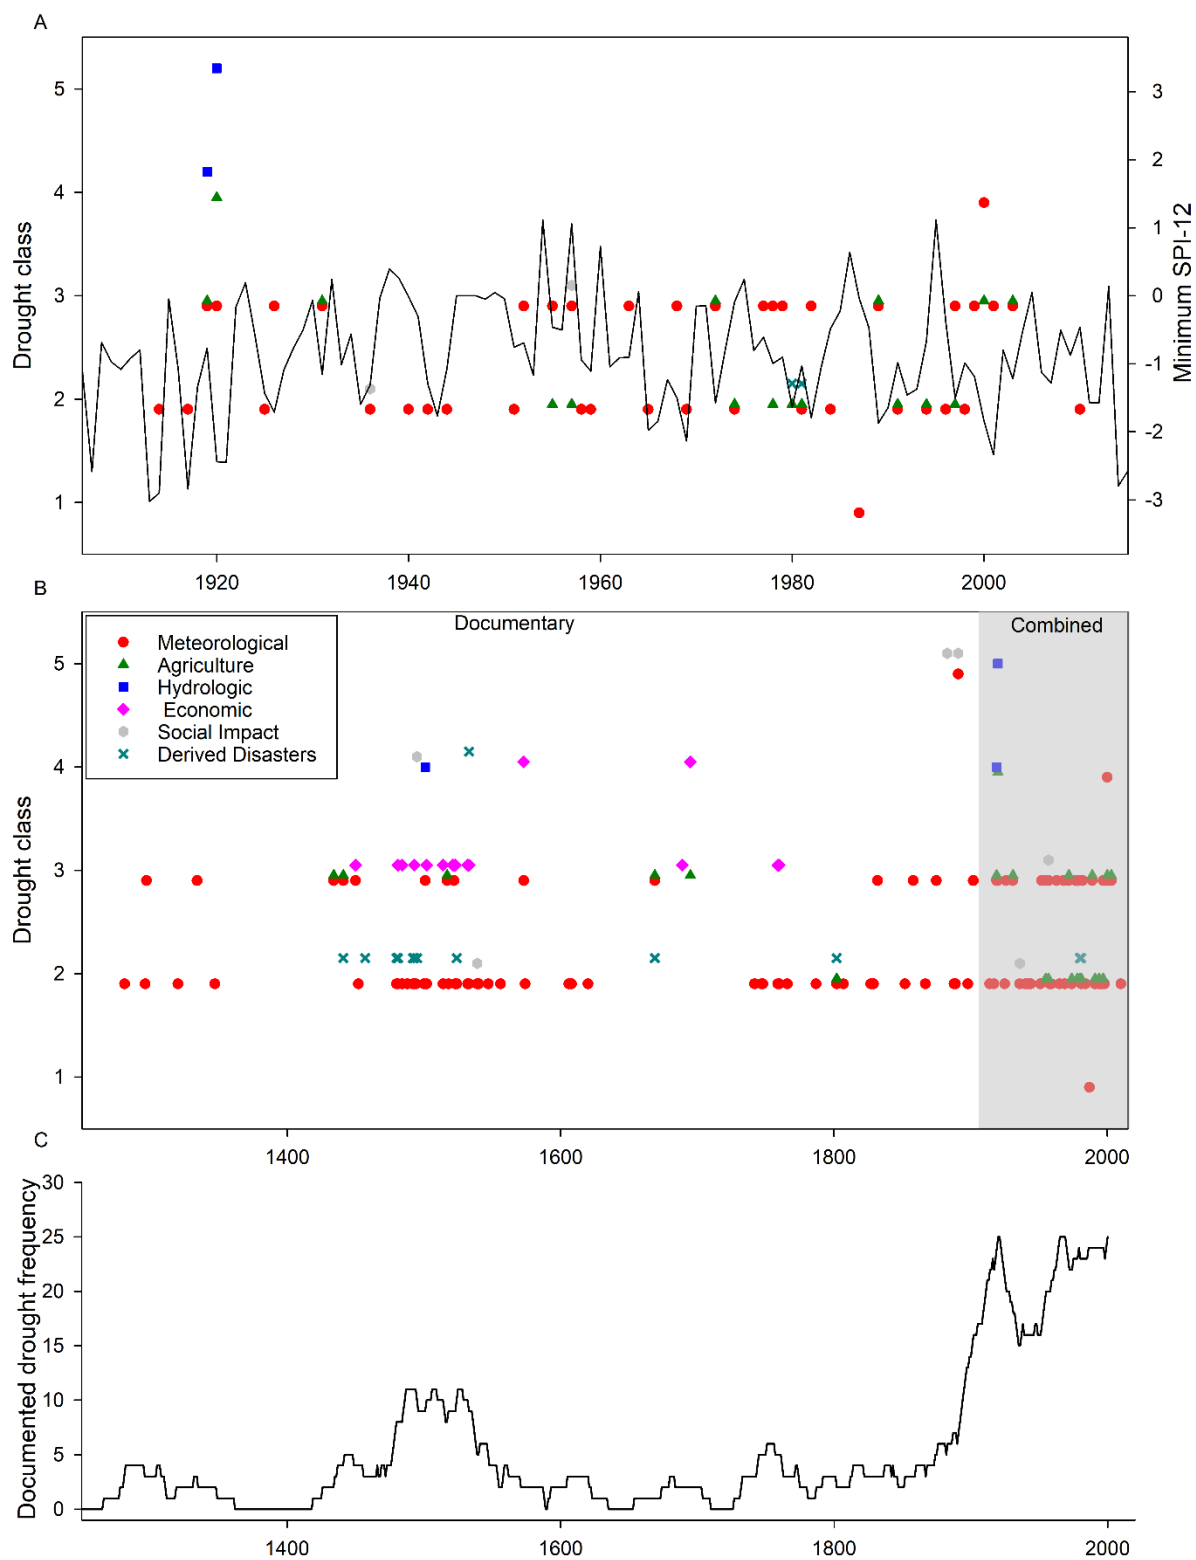 A
Drought class
5
4
3
2
1
Minimum SPI-12
3
2
1
0
-1
-2
-3
1920
1940
1960
1980
2000
B
Documentary
Combined
Meteorological
Agriculture
Hydrologic
Economic
Social Impact
Derived Disasters
Drought class
5
4
3
2
1
1400
1600
1800
2000
C
Documented drought frequency
30
25
20
15
10
5
0
1400
1600
1800
2000